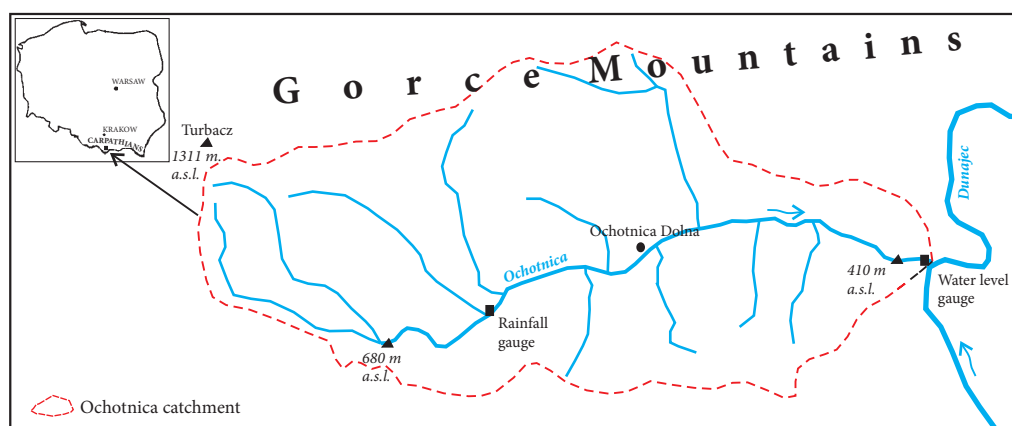 Gorce Mountains
WARSAW
KRAKOW
CARPATHIANS
Turbacz
1311 m.
a.s.l.
Dunajec
Ochotnica Dolna
Ochotnica
410 m
a.s.l.
Water level
gauge
Rainfall
gauge
680 m
a.s.l.
Ochotnica catchment